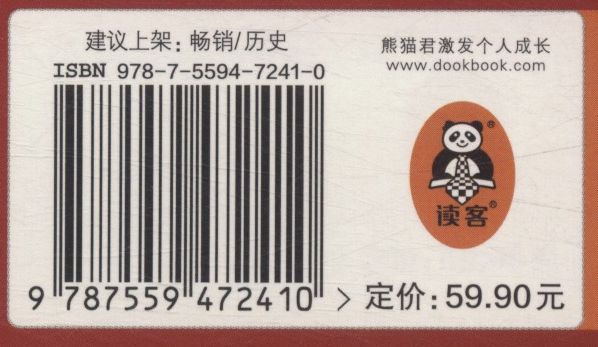 建议上架：畅销/历史
ISBN 978-7-5594-7241-0
9 787559 472410 >
熊猫君激发个人成长
www.dookbook.com
读客®
定价：59.90元